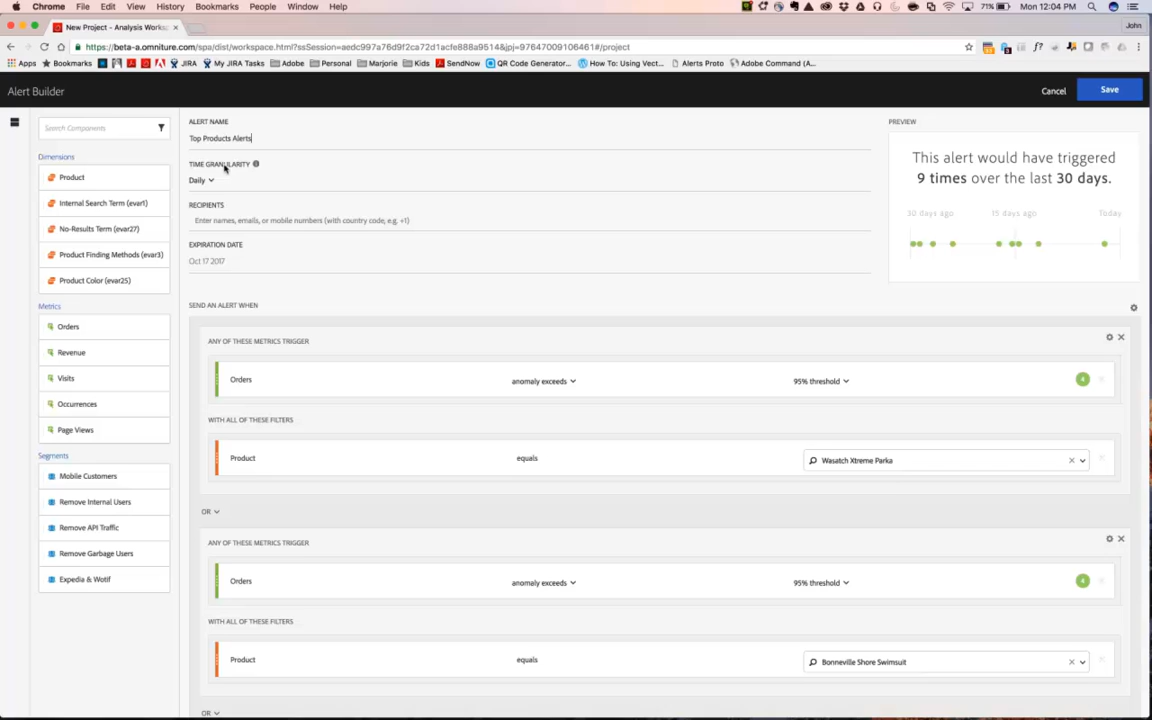 Chrome File Edit View History Bookmarks People Window Help
71% Mon 12:04 PM
New Project - Analysis Works
John
https://beta-a.omniture.com/spa/dist/workspace.html?ssSession=aedc997a76d9f2ca72d1acfe888a9514&jpj=976470091064​61#/project
Apps Bookmarks JIRA My JIRA Tasks Adobe Personal Marjorie Kids SendNow QR Code Generator... How To: Using Vect... Alerts Proto Adobe Command (A...
Alert Builder
Cancel
Save
Search Components
Dimensions
Product
Internal Search Term (evar1)
No-Results Term (evar27)
Product Finding Methods (evar3)
Product Color (evar25)
Metrics
Orders
Revenue
Visits
Occurrences
Page Views
Segments
Mobile Customers
Remove Internal Users
Remove API Traffic
Remove Garbage Users
Expedia & Wotif
ALERT NAME
Top Products Alerts
TIME GRANULARITY
Daily
RECIPIENTS
Enter names, emails, or mobile numbers (with country code, e.g. +1)
EXPIRATION DATE
Oct 17 2017
PREVIEW
This alert would have triggered
9 times over the last 30 days.
30 days ago 15 days ago Today
SEND AN ALERT WHEN
ANY OF THESE METRICS TRIGGER
Orders anomaly exceeds 95% threshold 4
WITH ALL OF THESE FILTERS
Product equals Wasatch Xtreme Parka
OR
ANY OF THESE METRICS TRIGGER
Orders anomaly exceeds 95% threshold 4
WITH ALL OF THESE FILTERS
Product equals Bonneville Shore Swimsuit
OR